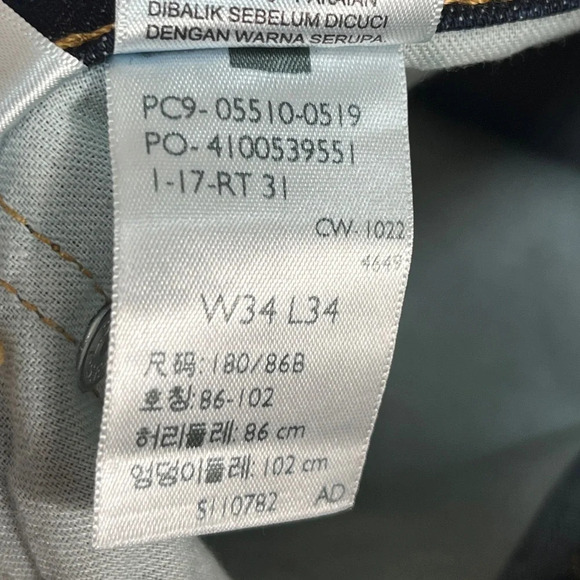 DIBALIK SEBELUM DICUCI
DENGAN WARNA SERUPA
PC9-05510-0519
PO-4100539551
1-17-RT 31
CW-1022
4649
W34 L34
尺码:180/86B
호칭:86-102
허리둘레: 86 cm
엉덩이둘레: 102 cm
S110782 AD